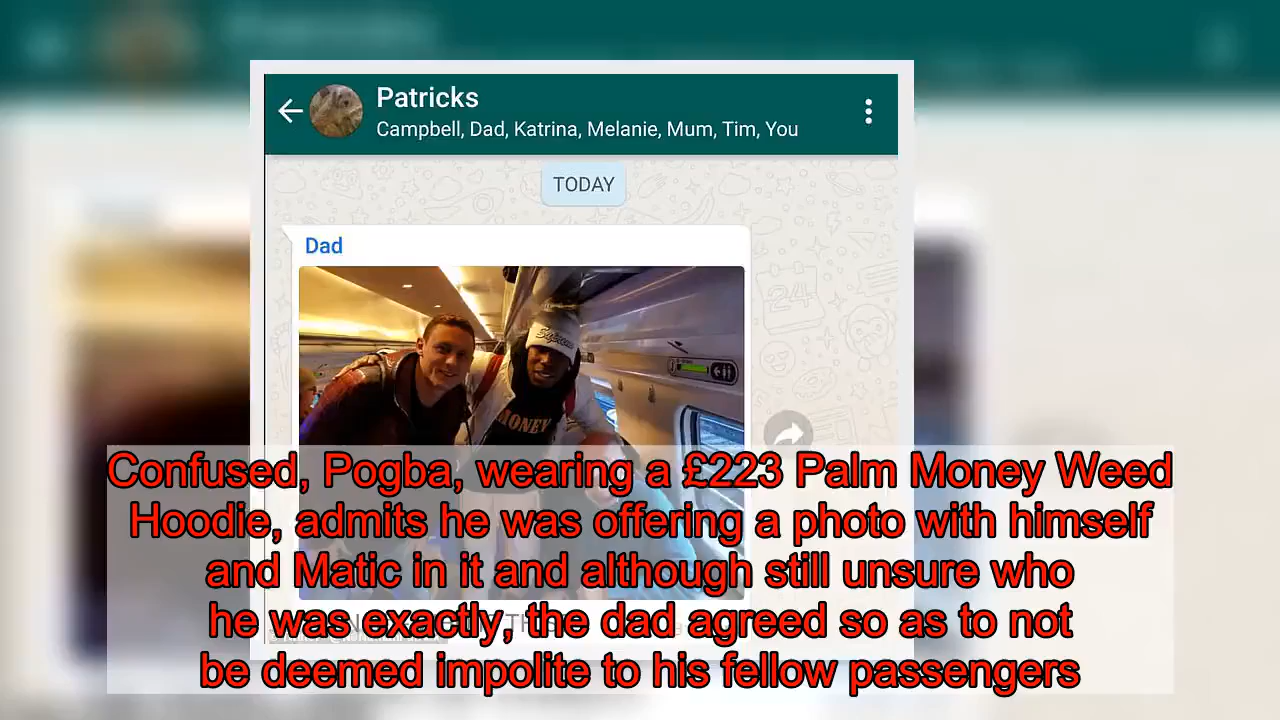 Patricks
Campbell, Dad, Katrina, Melanie, Mum, Tim, You
TODAY
Dad
24
Supreme
MONEY
Confused, Pogba, wearing a £223 Palm Money Weed
Hoodie, admits he was offering a photo with himself
and Matic in it and although still unsure who
he was exactly, the dad agreed so as to not
be deemed impolite to his fellow passengers